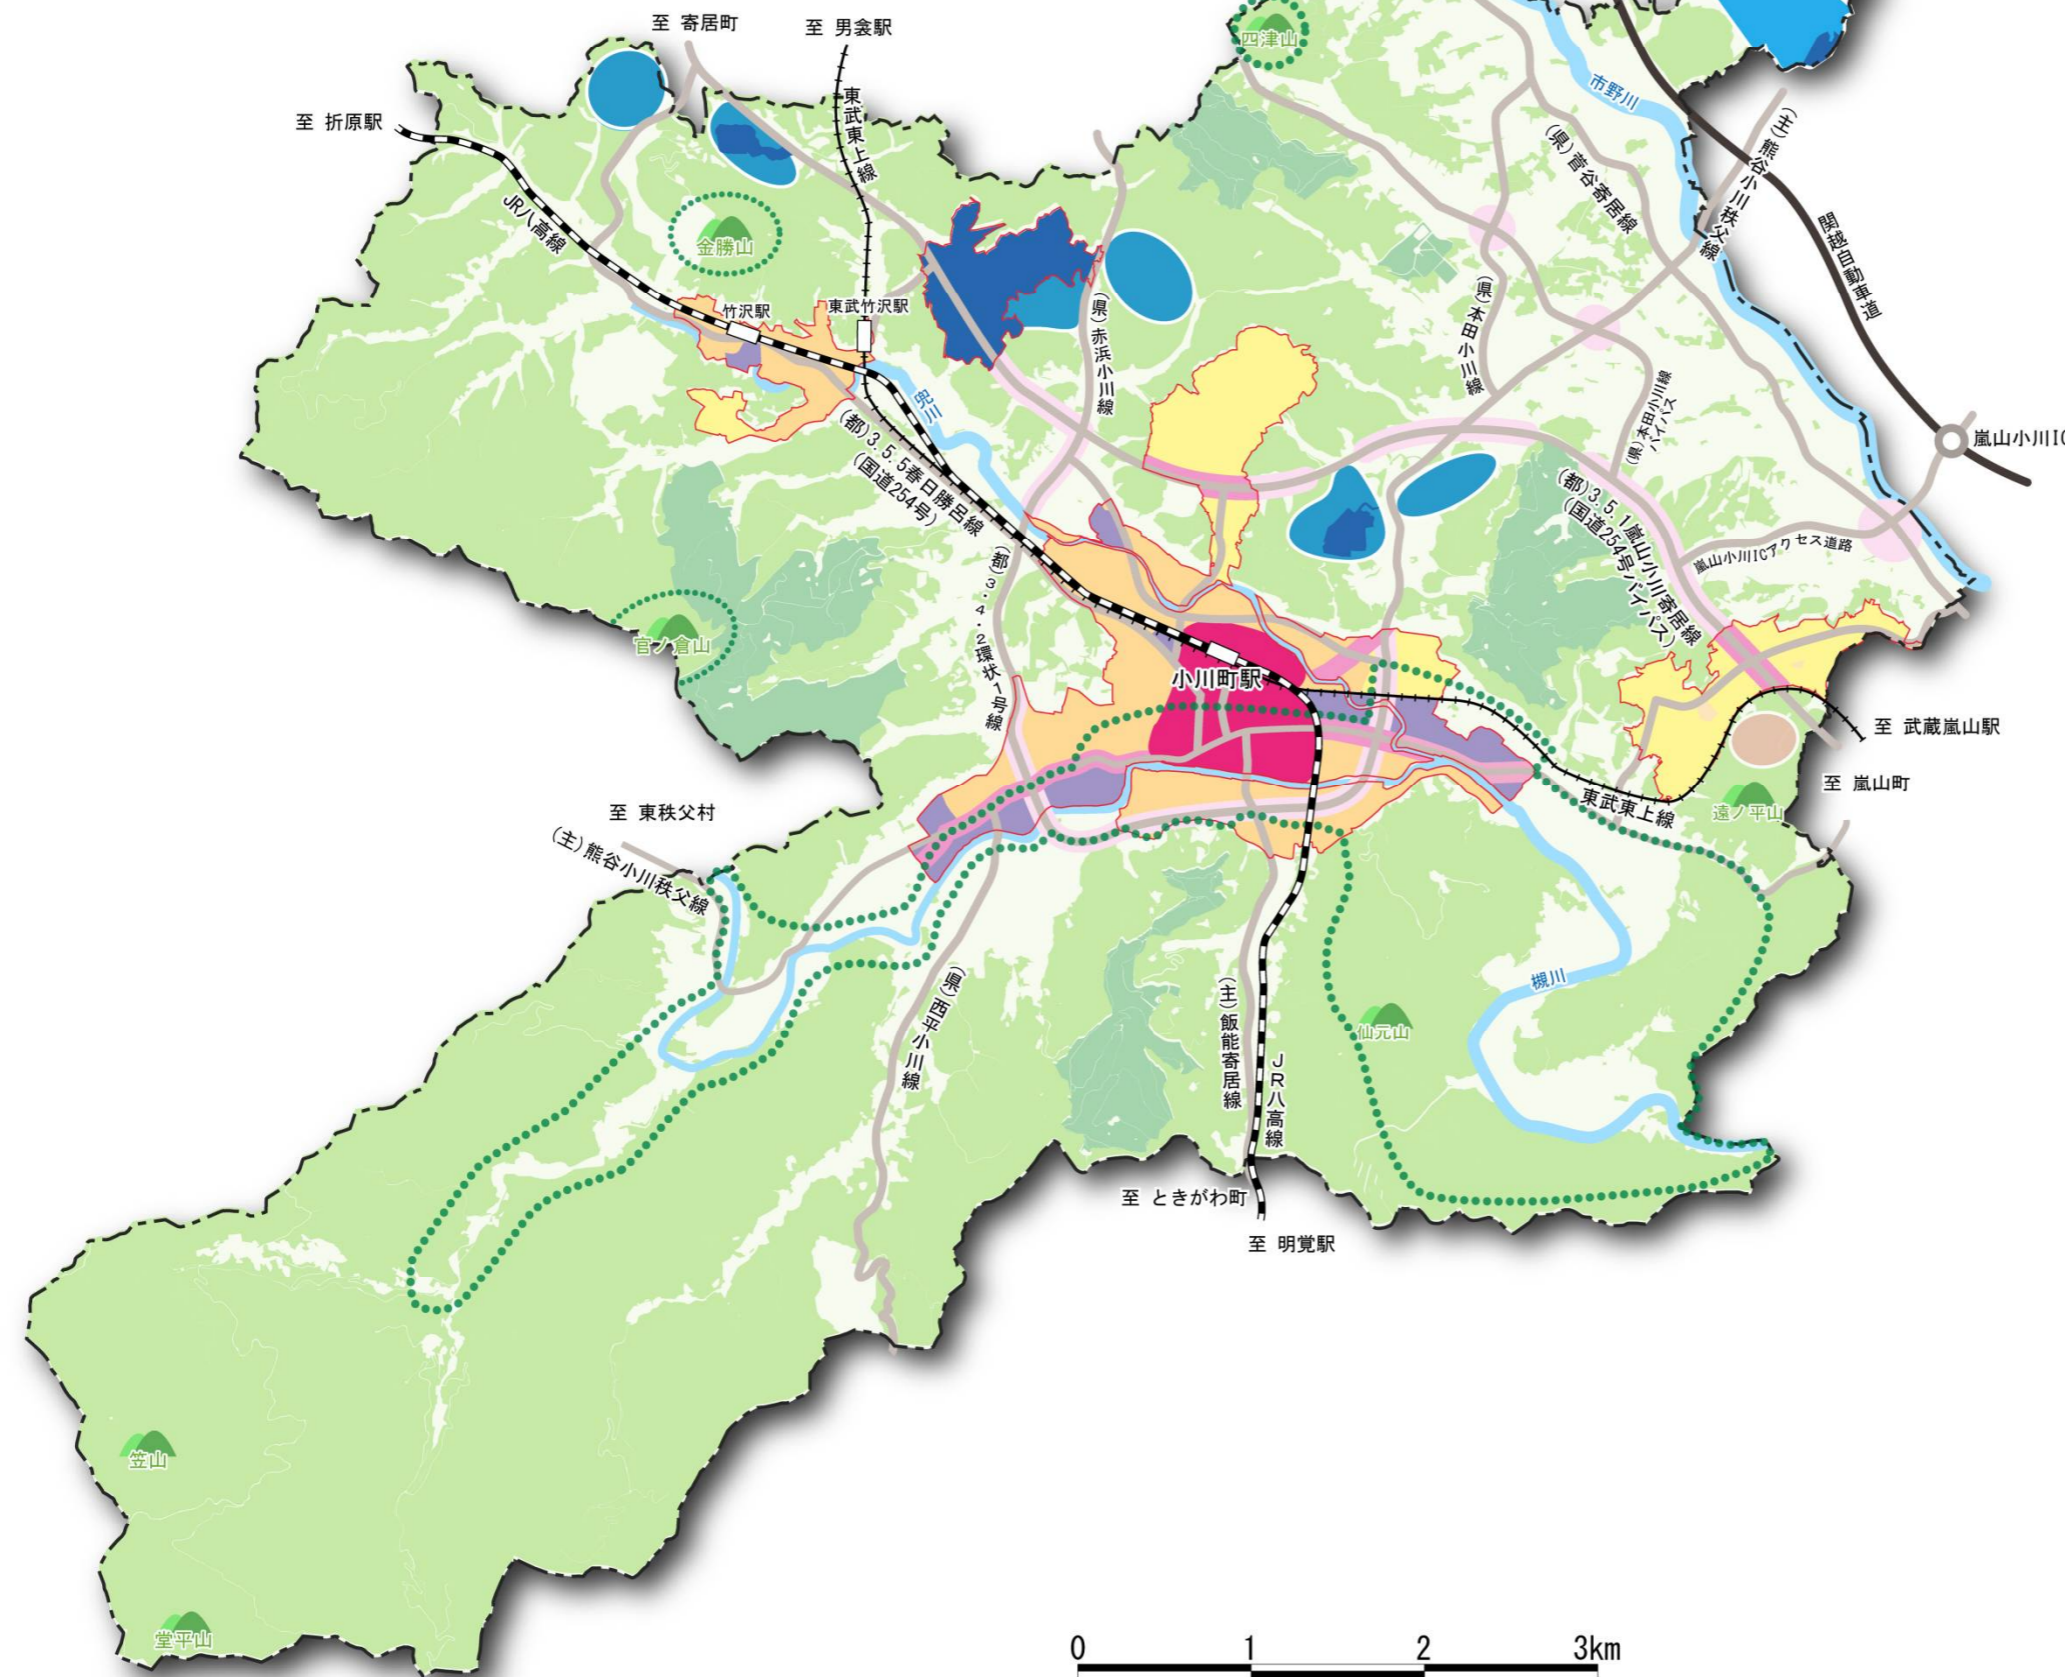 至 寄居町
至 男衾駅
四津山
市野川
至 折原駅
東武東上線
(主)熊谷小川秩父線
(県)菅谷寄居線
関越自動車道
JR八高線
金勝山
竹沢駅
東武竹沢駅
兜川
(県)赤浜小川線
(県)本田小川線
(県)本田小川線
バイパス
嵐山小川IC
(都)3.5.5春日勝呂線
(国道254号)
(都)3.5.1嵐山小川寄居線
(国道254号バイパス)
嵐山小川ICアクセス道路
(都)3.4.2環状1号線
官ノ倉山
小川町駅
至 武蔵嵐山駅
至 嵐山町
東武東上線
遠ノ平山
至 東秩父村
(主)熊谷小川秩父線
(県)西平小川線
(主)飯能寄居線
JR八高線
槻川
仙元山
至 ときがわ町
至 明覚駅
笠山
堂平山
0 1 2 3km